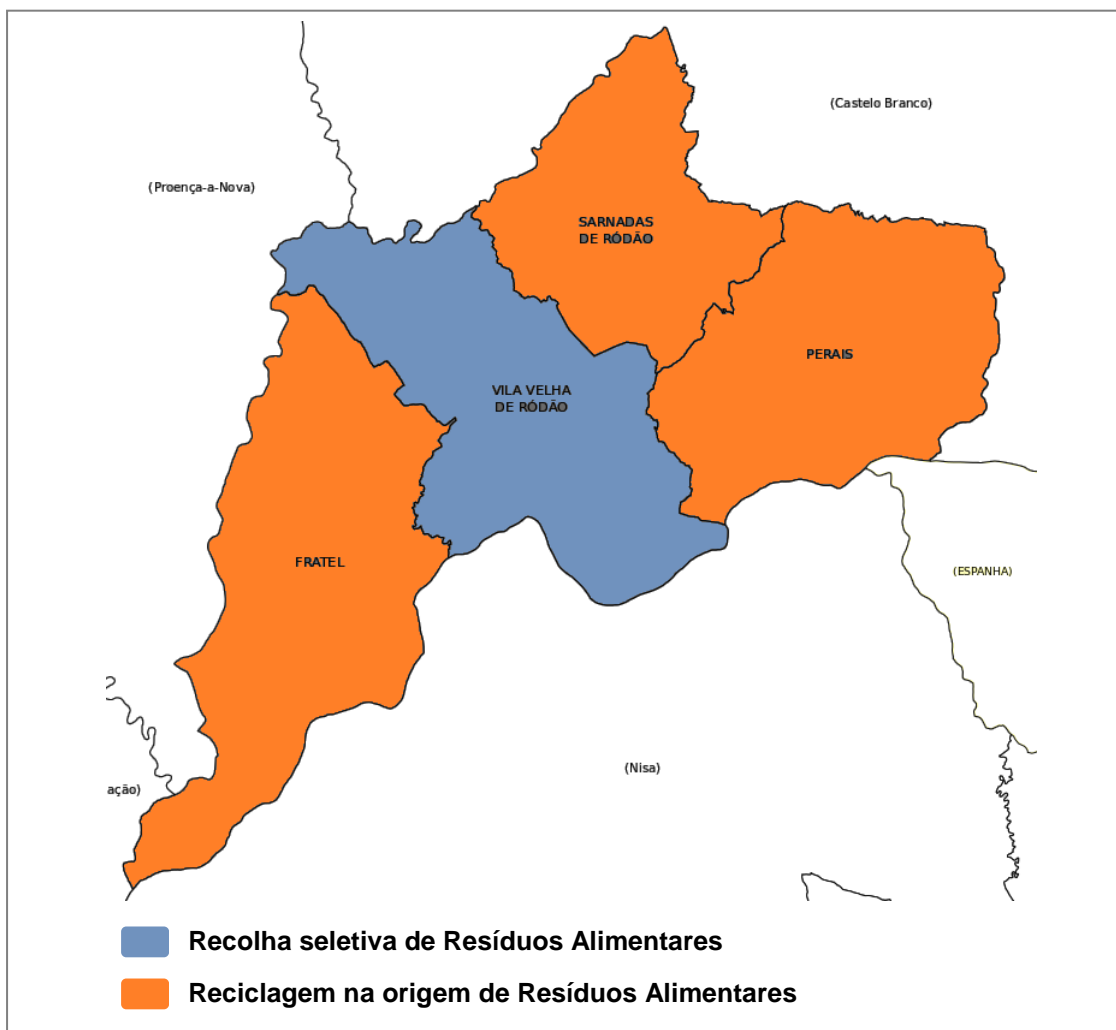 (Castelo Branco)
(Proença-a-Nova)
SARNADAS
DE RÓDÃO
PERAIS
VILA VELHA
DE RÓDÃO
FRATEL
(ESPANHA)
(Nisa)
ação)
Recolha seletiva de Resíduos Alimentares
Reciclagem na origem de Resíduos Alimentares